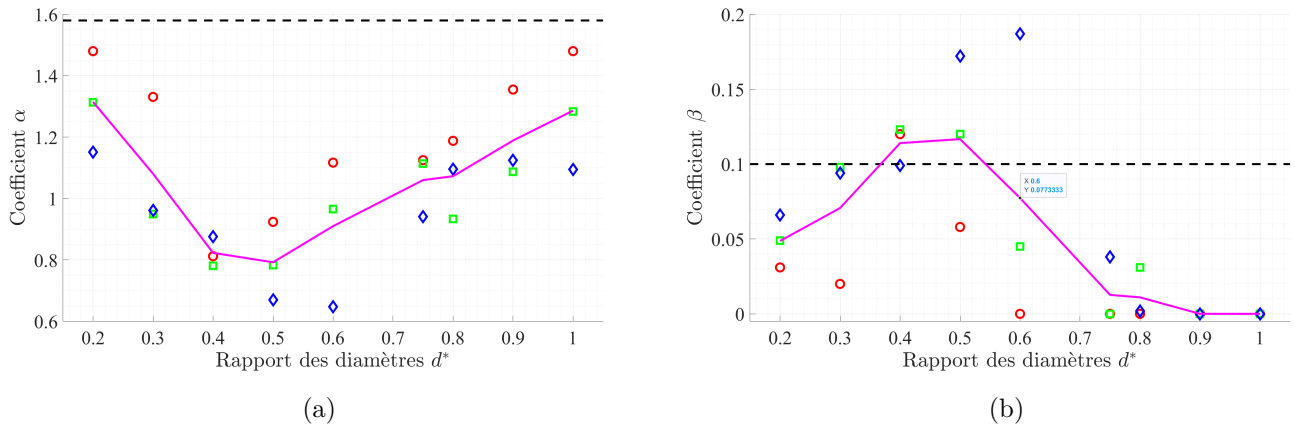 1.6
1.4
1.2
1
0.8
0.6
Coefficient α
0.2 0.3 0.4 0.5 0.6 0.7 0.8 0.9 1
Rapport des diamètres d*
(a)
0.2
0.15
0.1
0.05
0
Coefficient β
X 0.6
Y 0.0773333
0.2 0.3 0.4 0.5 0.6 0.7 0.8 0.9 1
Rapport des diamètres d*
(b)